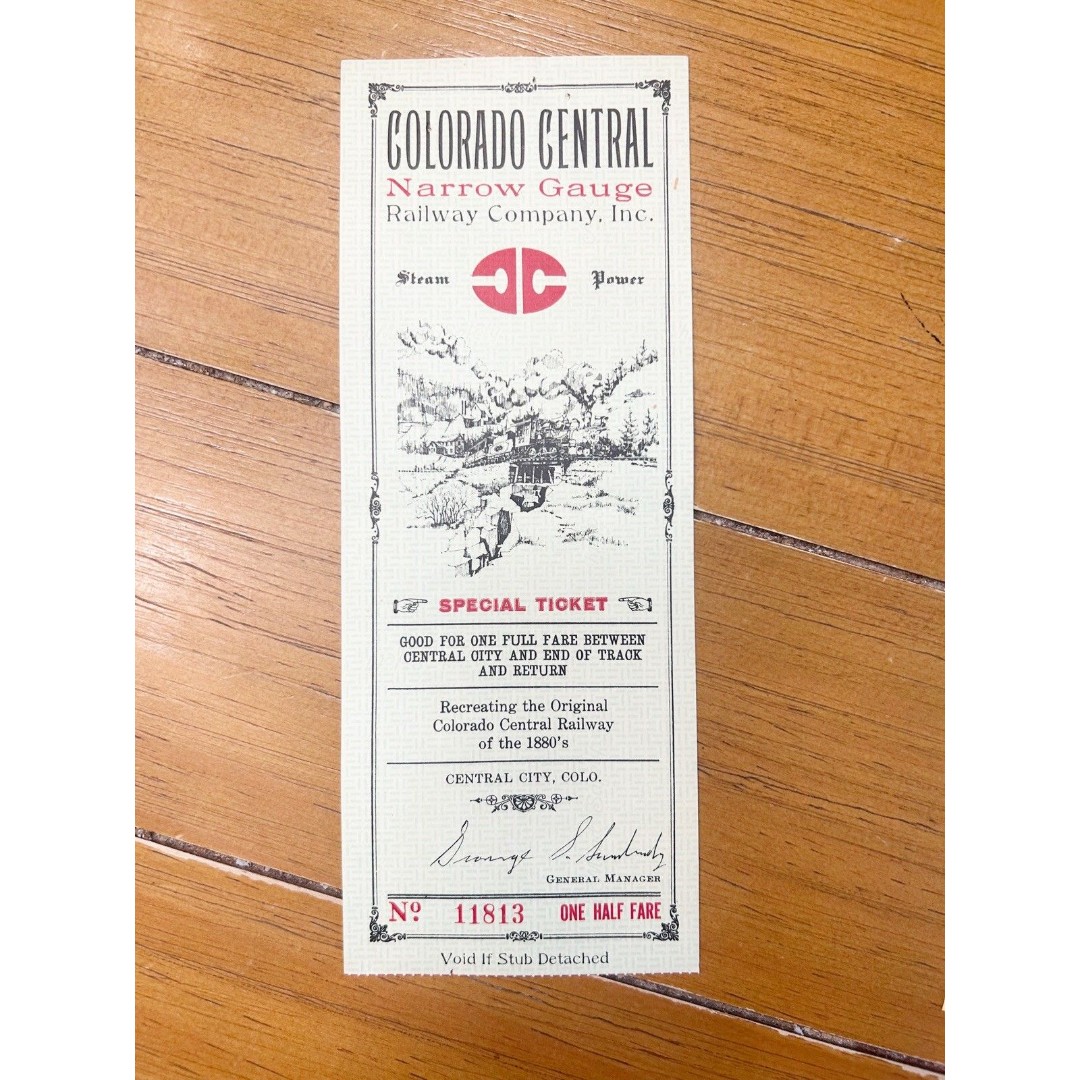 COLORADO CENTRAL
Narrow Gauge
Railway Company, Inc.
Steam Power
SPECIAL TICKET
GOOD FOR ONE FULL FARE BETWEEN
CENTRAL CITY AND END OF TRACK
AND RETURN
Recreating the Original
Colorado Central Railway
of the 1880's
CENTRAL CITY, COLO.
George S.
GENERAL MANAGER
Nº 11813 ONE HALF FARE
Void If Stub Detached